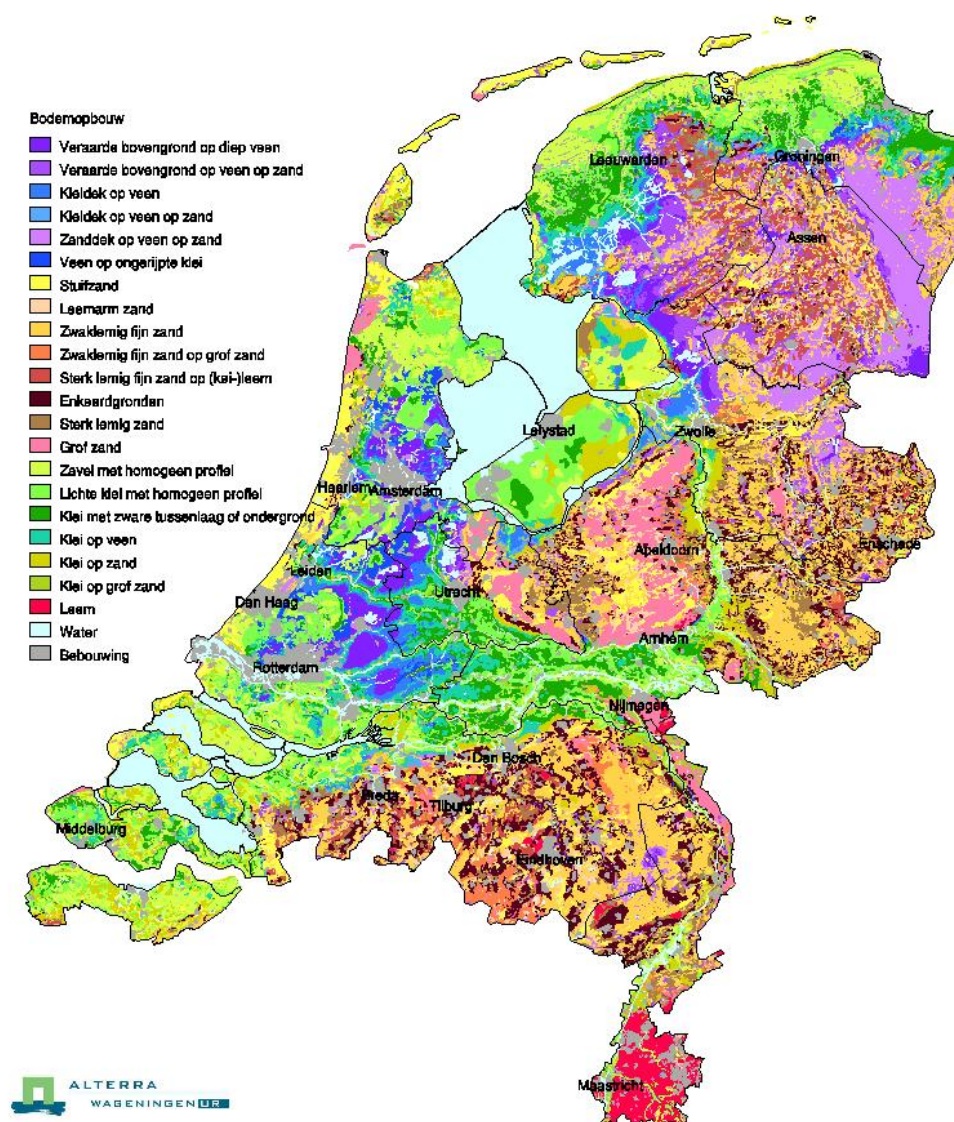 Bodemopbouw
Veraarde bovengrond op diep veen
Veraarde bovengrond op veen op zand
Kleidek op veen
Kleidek op veen op zand
Zanddek op veen op zand
Veen op ongerijpte klei
Stuifzand
Leemarm zand
Zwaklemig fijn zand
Zwaklemig fijn zand op grof zand
Sterk lemig fijn zand op (kei-)leem
Enkeerdgronden
Sterk lemig zand
Grof zand
Zavel met homogeen profiel
Lichte klei met homogeen profiel
Klei met zware tussenlaag of ondergrond
Klei op veen
Klei op zand
Klei op grof zand
Leem
Water
Bebouwing
Leeuwarden
Groningen
Assen
Lelystad
Zwolle
Haarlem
Amsterdam
Apeldoorn
Enschede
Leiden
Utrecht
Den Haag
Arnhem
Rotterdam
Nijmegen
Den Bosch
Breda
Tilburg
Middelburg
Eindhoven
Maastricht
ALTERRA
WAGENINGEN UR